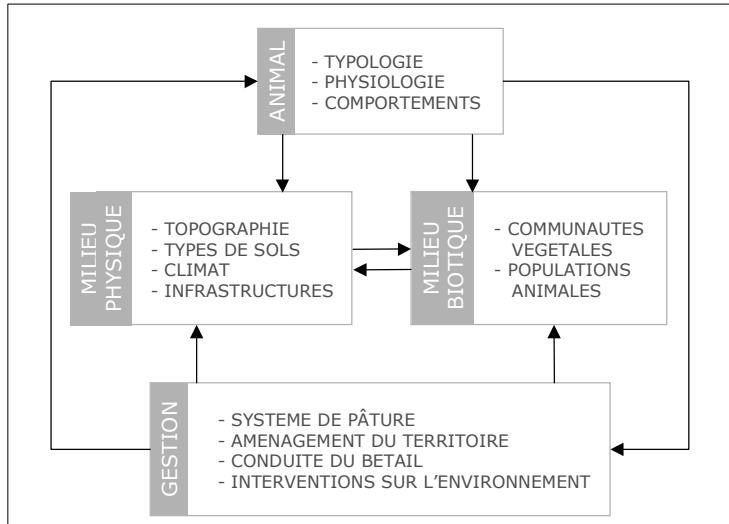 ANIMAL
- TYPOLOGIE
- PHYSIOLOGIE
- COMPORTEMENTS
MILIEU
PHYSIQUE
- TOPOGRAPHIE
- TYPES DE SOLS
- CLIMAT
- INFRASTRUCTURES
MILIEU
BIOTIQUE
- COMMUNAUTES
VEGETALES
- POPULATIONS
ANIMALES
GESTION
- SYSTEME DE PÂTURE
- AMENAGEMENT DU TERRITOIRE
- CONDUITE DU BETAIL
- INTERVENTIONS SUR L'ENVIRONNEMENT